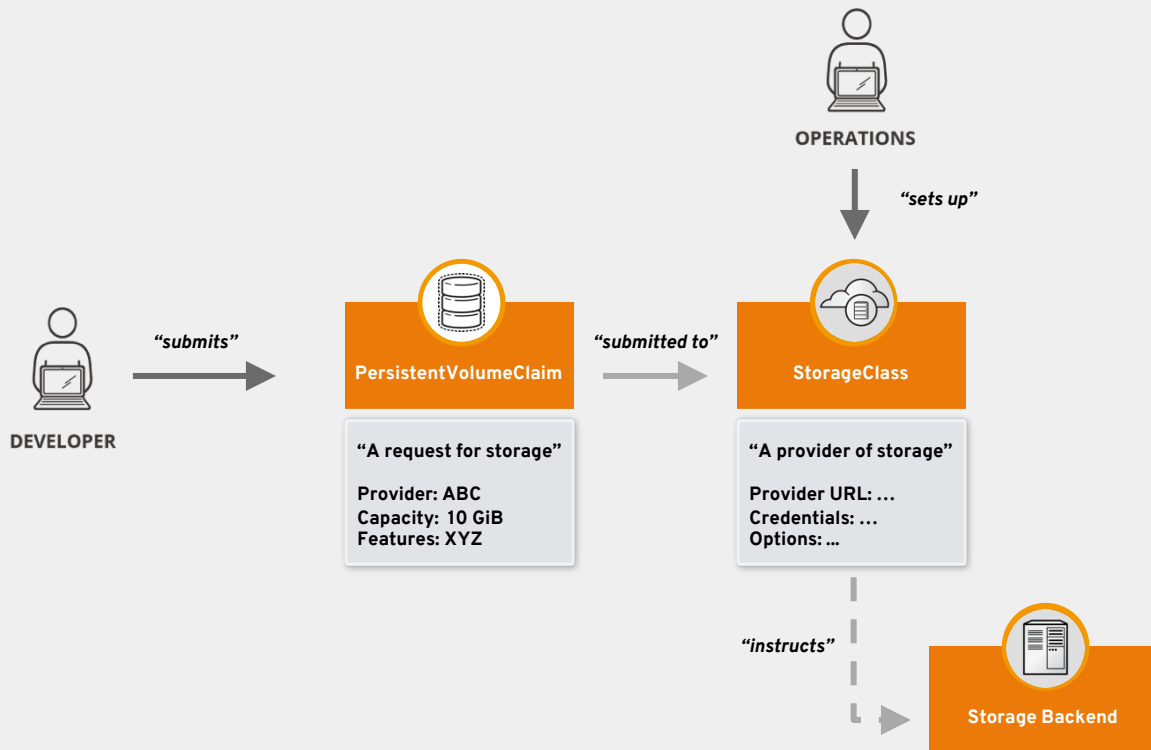 OPERATIONS
“sets up”
DEVELOPER
“submits”
PersistentVolumeClaim
“A request for storage”
Provider: ABC
Capacity: 10 GiB
Features: XYZ
“submitted to”
StorageClass
“A provider of storage”
Provider URL: …
Credentials: …
Options: ...
“instructs”
Storage Backend